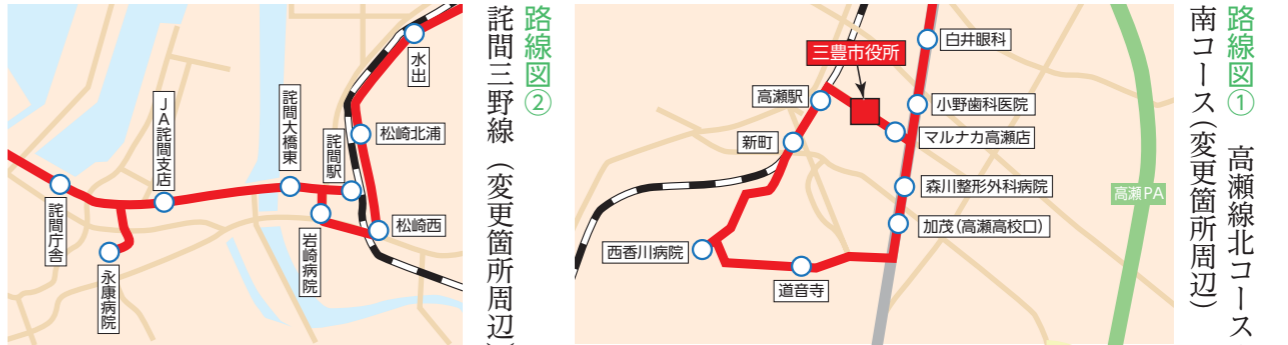 路線図① 高瀬線北コース
南コース(変更箇所周辺)
白井眼科
三豊市役所
高瀬駅
小野歯科医院
マルナカ高瀬店
新町
森川整形外科病院
高瀬PA
加茂(高瀬高校口)
西香川病院
道音寺
路線図②
詫間三野線(変更箇所周辺)
水出
松崎北浦
詫間駅
詫間大橋東
JA詫間支店
松崎西
岩崎病院
詫間庁舎
永康病院